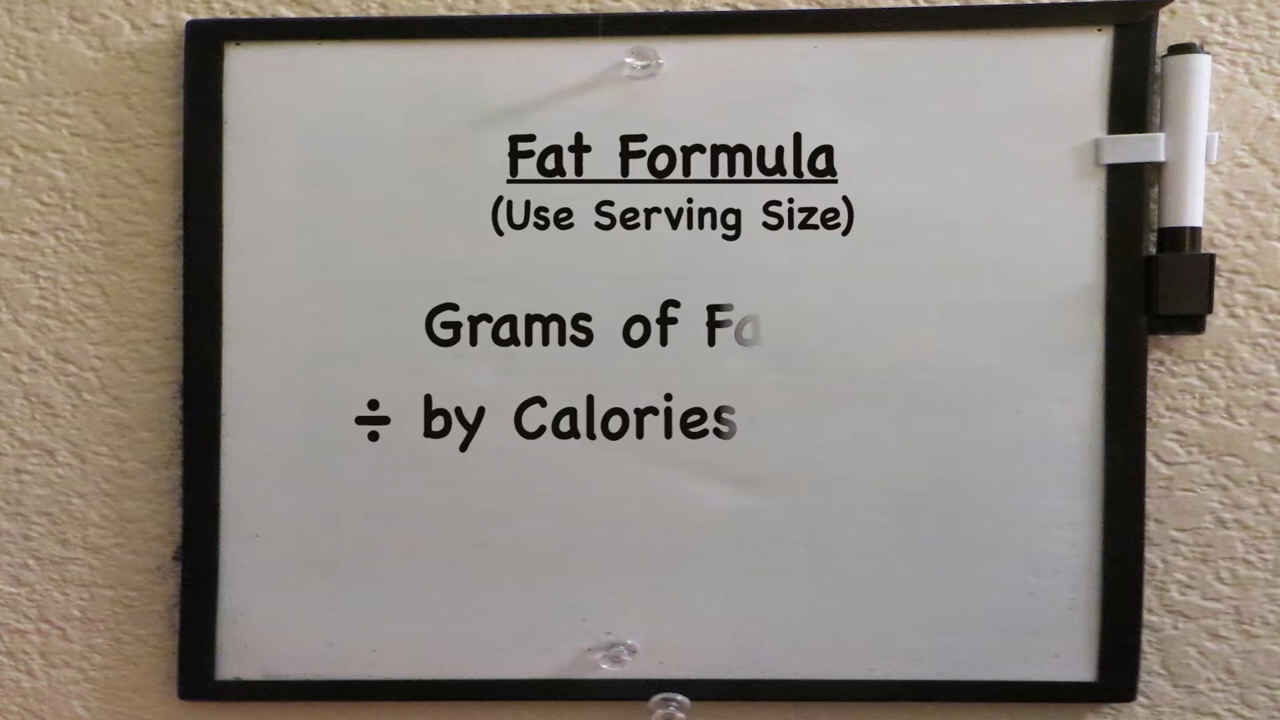 Fat Formula
(Use Serving Size)
Grams of Fa
÷ by Calories